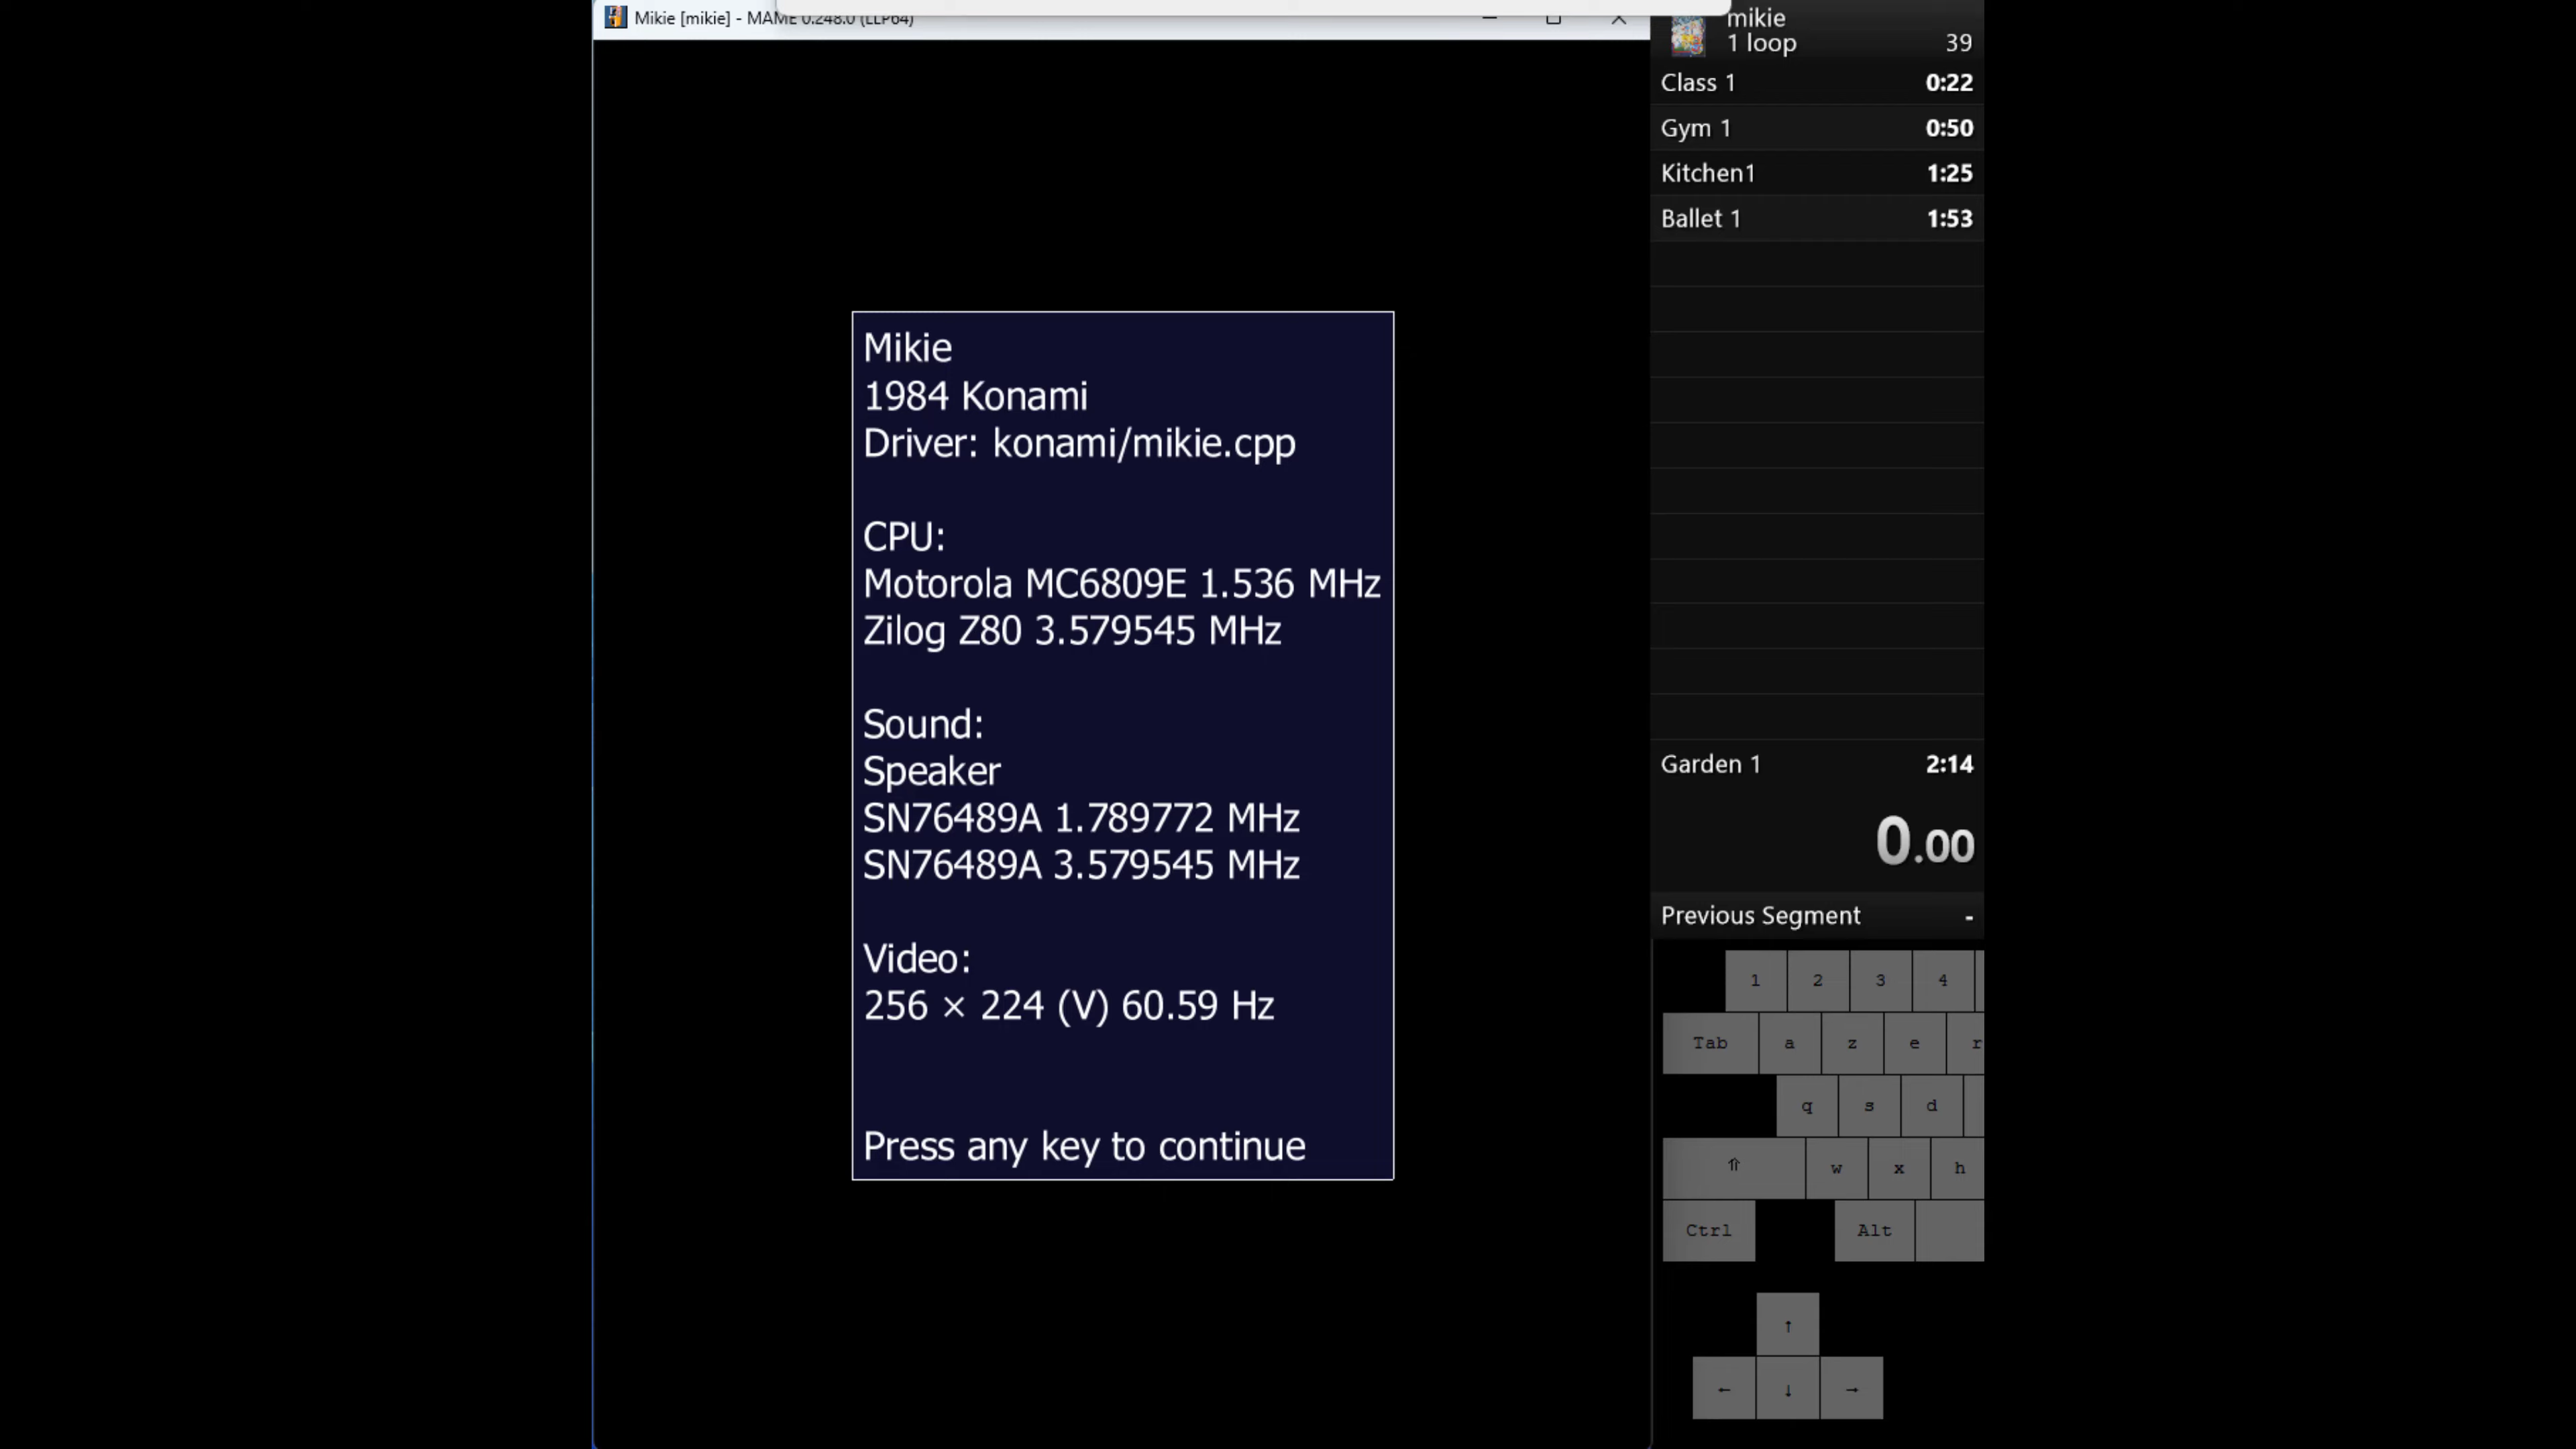 Mikie [mikie] - MAME 0.248.0 (LLP64)
mikie
1 loop 39
Class 1 0:22
Gym 1 0:50
Kitchen1 1:25
Ballet 1 1:53
Mikie
1984 Konami
Driver: konami/mikie.cpp
CPU:
Motorola MC6809E 1.536 MHz
Zilog Z80 3.579545 MHz
Sound:
Speaker
SN76489A 1.789772 MHz
SN76489A 3.579545 MHz
Video:
256 × 224 (V) 60.59 Hz
Press any key to continue
Garden 1 2:14
0.00
Previous Segment -
1 2 3 4
Tab a z e r
q s d
⇑ w x h
Ctrl Alt
↑
← ↓ →